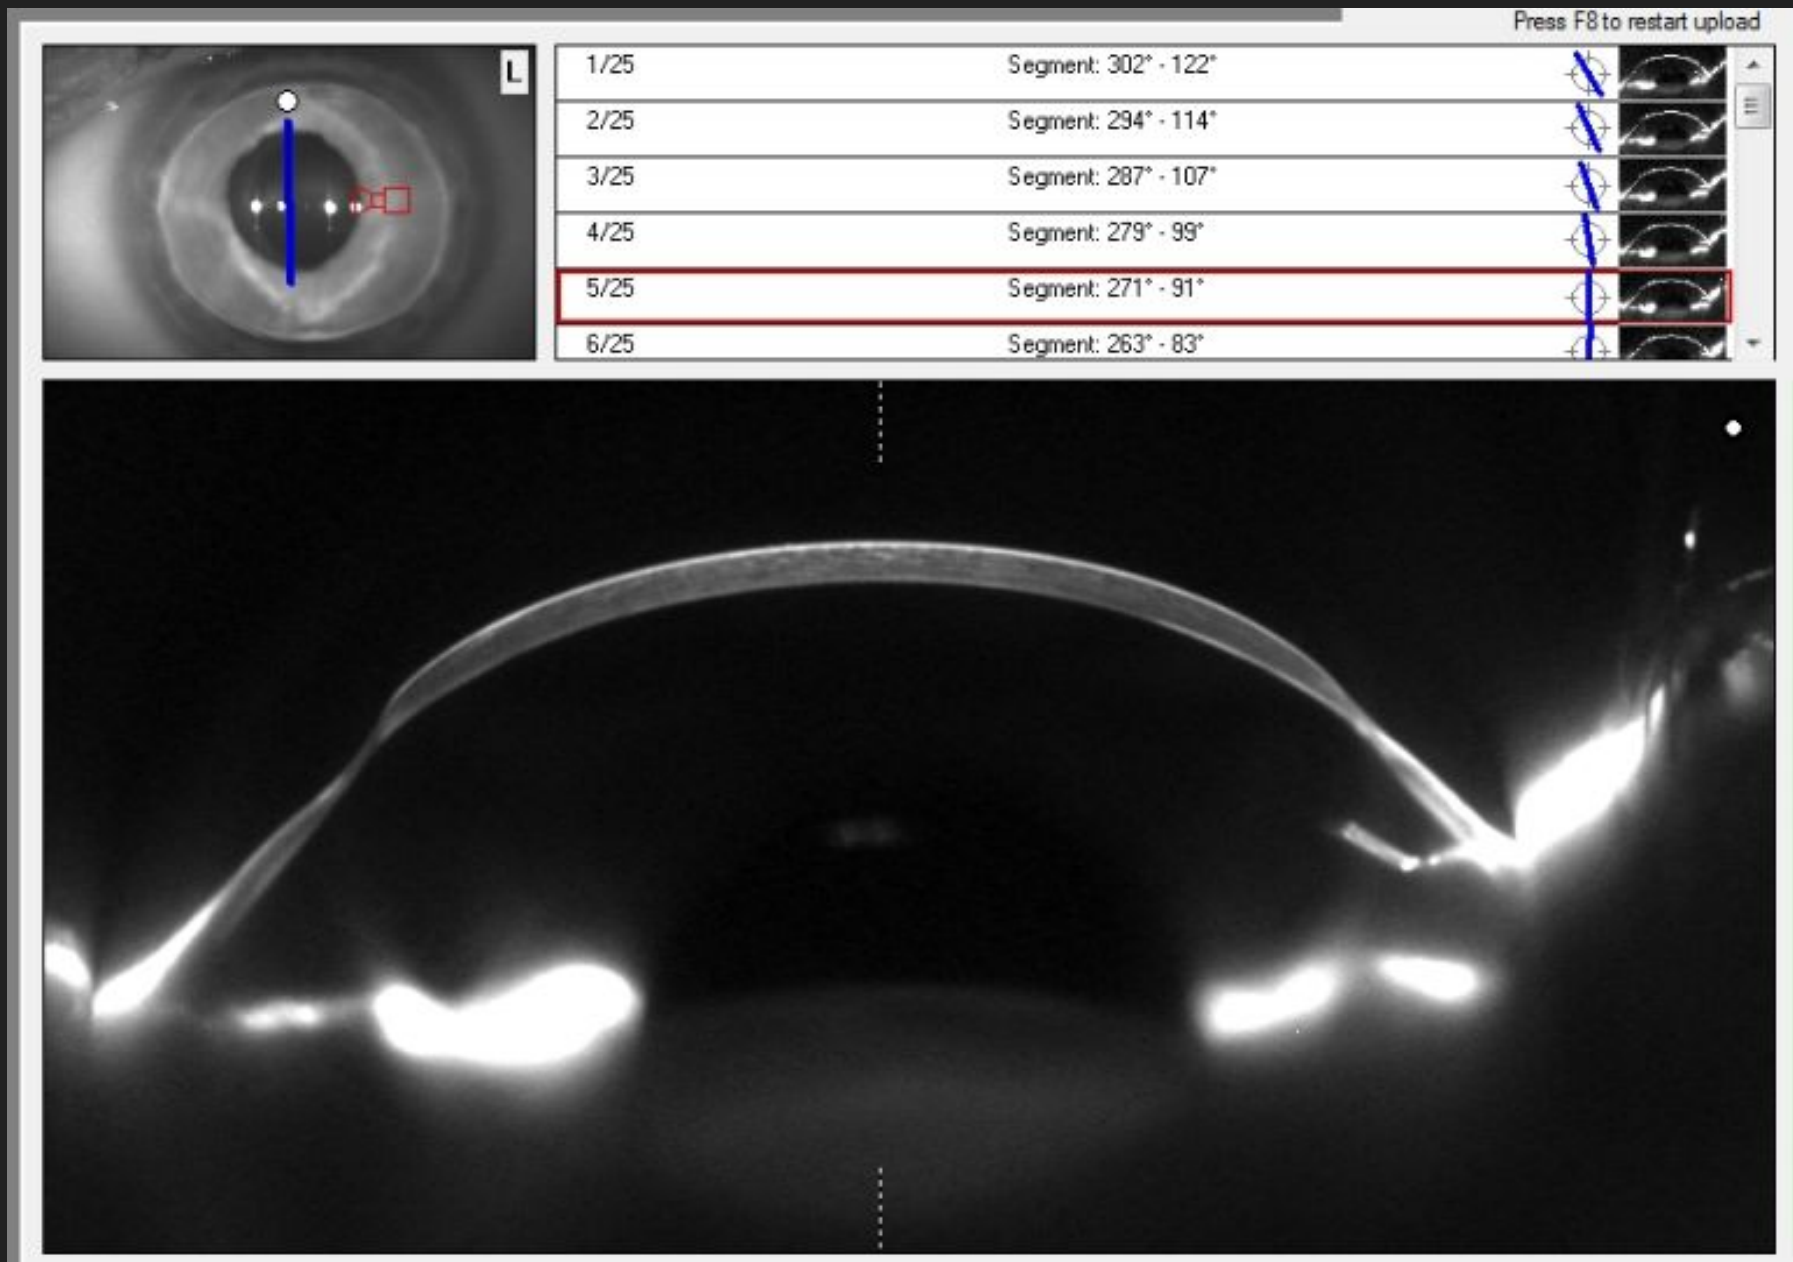 Press F8 to restart upload
L
1/25 Segment: 302° - 122°
2/25 Segment: 294° - 114°
3/25 Segment: 287° - 107°
4/25 Segment: 279° - 99°
5/25 Segment: 271° - 91°
6/25 Segment: 263° - 83°